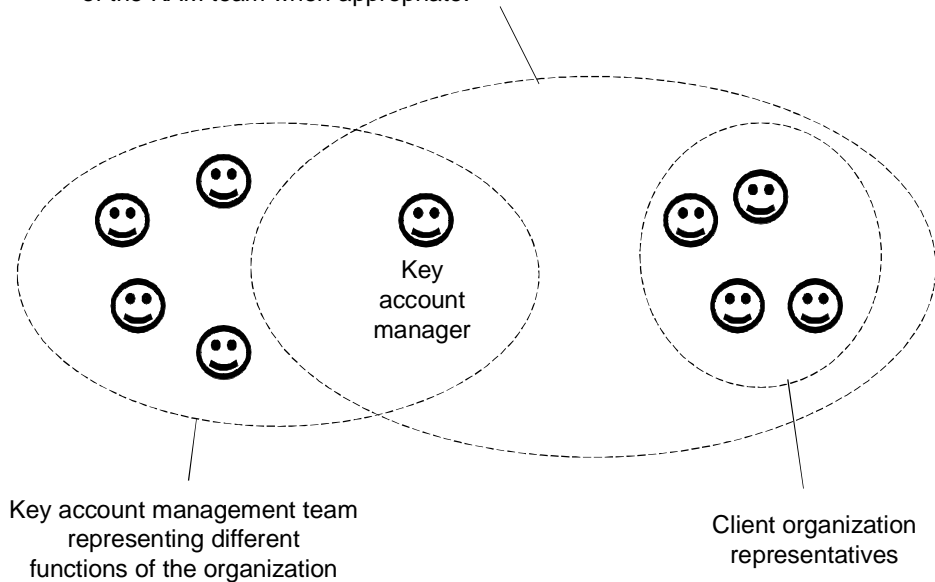 of the KAM team when appropriate.
Key
account
manager
Key account management team
representing different
functions of the organization
Client organization
representatives